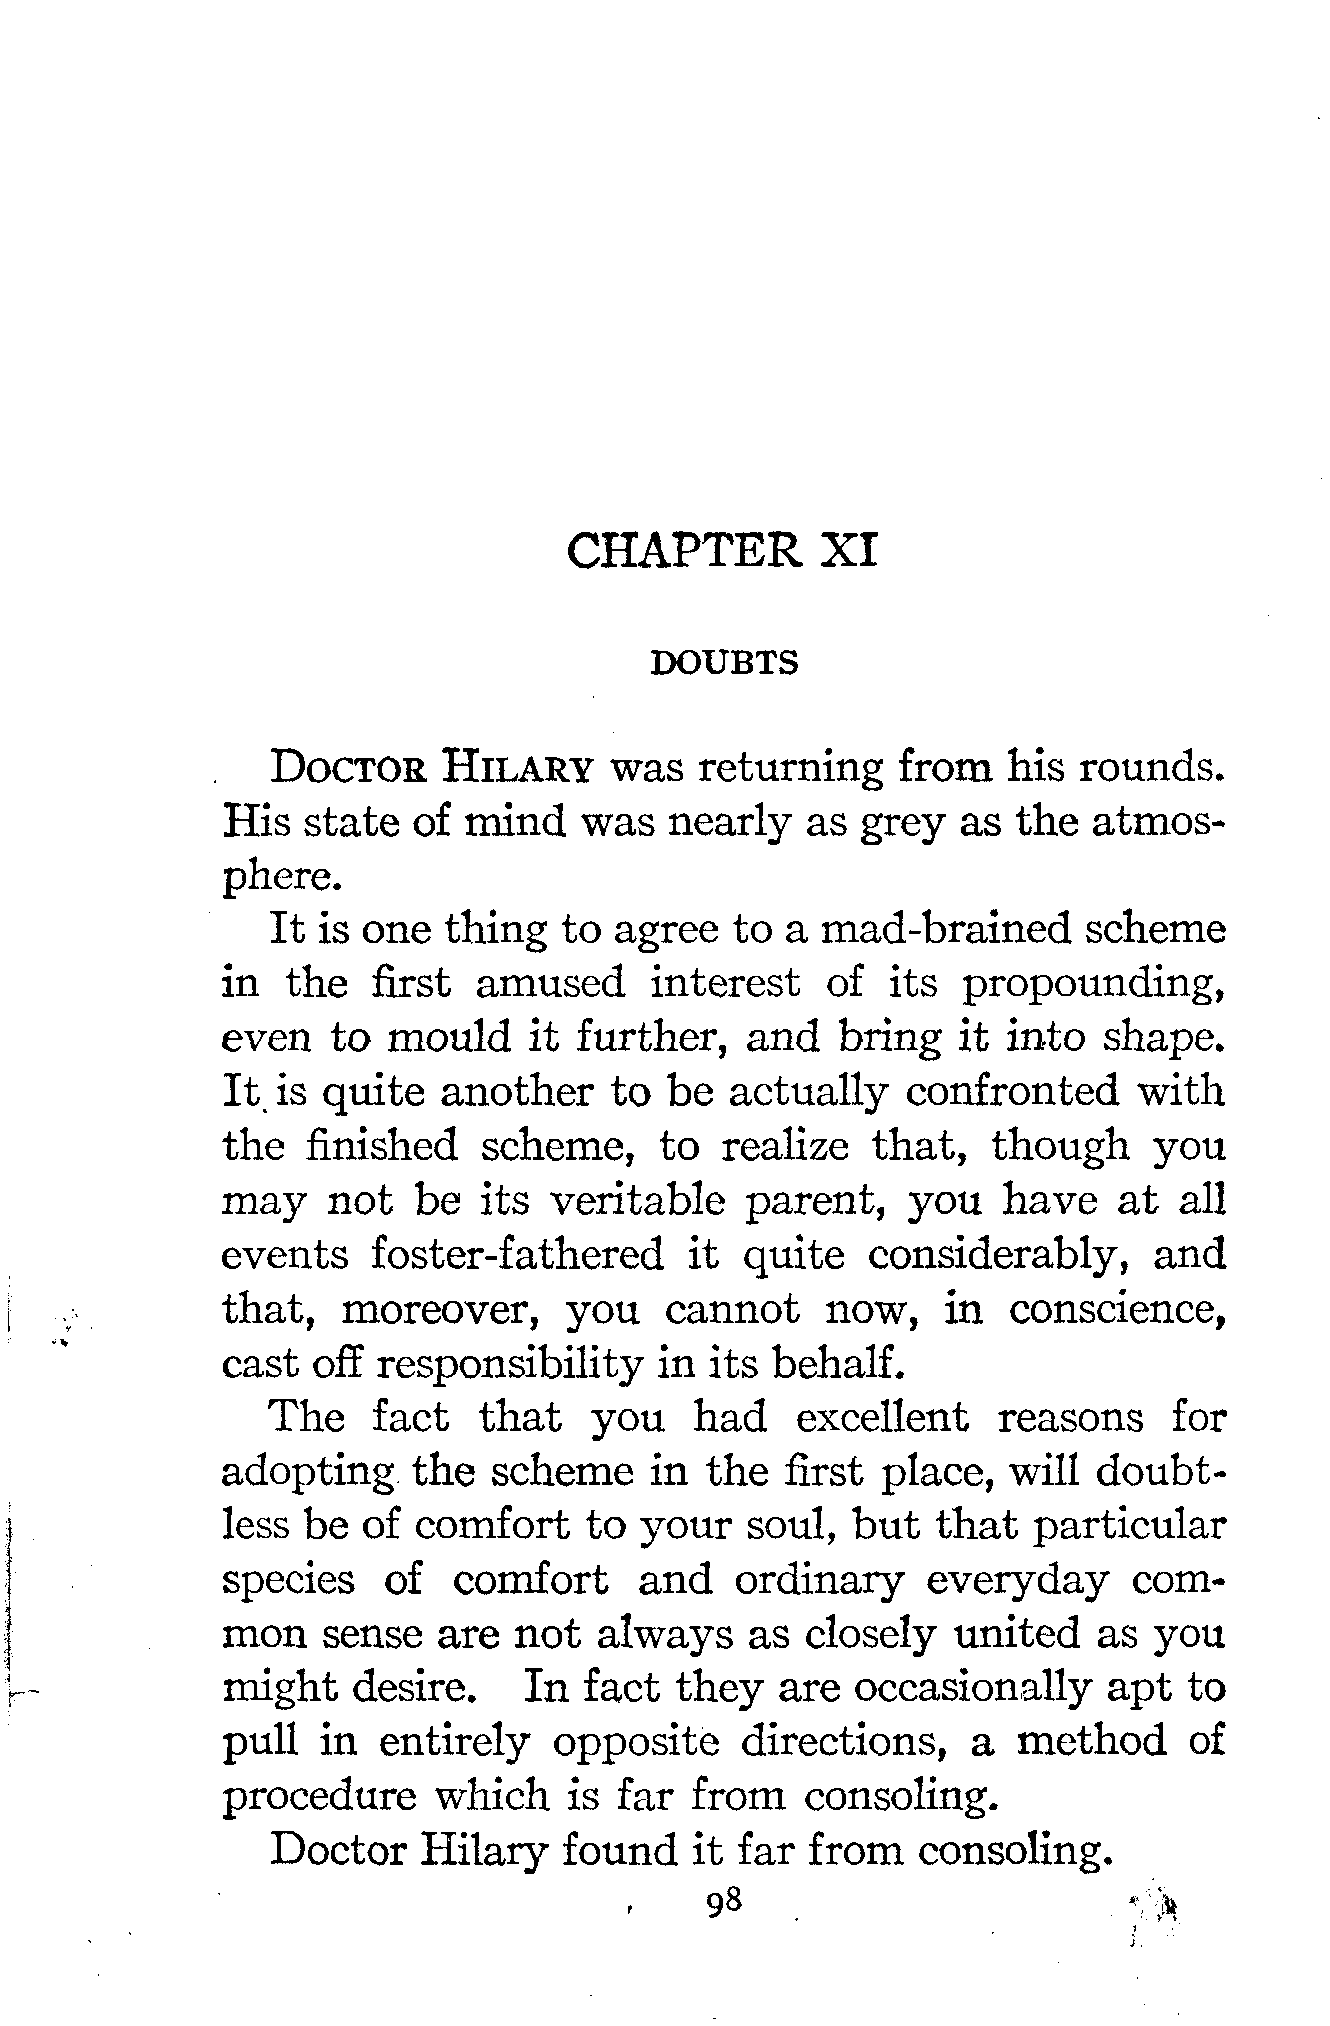 CHAPTER XI
DOUBTS
DOCTOR HILARY was returning from his rounds.
His state of mind was nearly as grey as the atmos-
phere.
It is one thing to agree to a mad-brained scheme
in the first amused interest of its propounding,
even to mould it further, and bring it into shape.
It is quite another to be actually confronted with
the finished scheme, to realize that, though you
may not be its veritable parent, you have at all
events foster-fathered it quite considerably, and
that, moreover, you cannot now, in conscience,
cast off responsibility in its behalf.
The fact that you had excellent reasons for
adopting the scheme in the first place, will doubt-
less be of comfort to your soul, but that particular
species of comfort and ordinary everyday com-
mon sense are not always as closely united as you
might desire. In fact they are occasionally apt to
pull in entirely opposite directions, a method of
procedure which is far from consoling.
Doctor Hilary found it far from consoling.
98